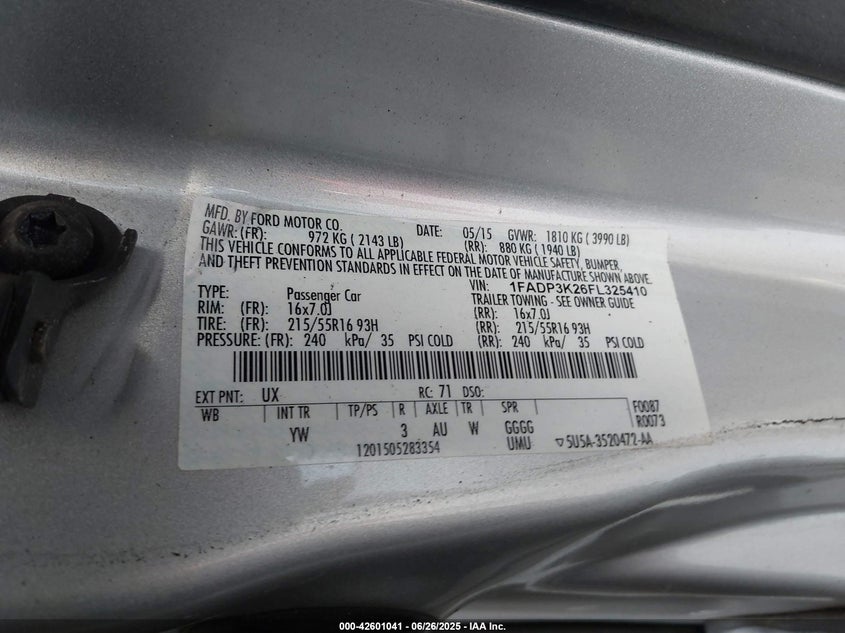 MFD. BY FORD MOTOR CO. DATE: 05/15 GVWR: 1810 KG ( 3990 LB)
GAWR: (FR): 972 KG ( 2143 LB) (RR): 880 KG ( 1940 LB)
THIS VEHICLE CONFORMS TO ALL APPLICABLE FEDERAL MOTOR VEHICLE SAFETY, BUMPER,
AND THEFT PREVENTION STANDARDS IN EFFECT ON THE DATE OF MANUFACTURE SHOWN ABOVE.
VIN: 1FADP3K26FL325410
TYPE: Passenger Car TRAILER TOWING - SEE OWNER GUIDE
RIM: (FR): 16x7.0J (RR): 16x7.0J
TIRE: (FR): 215/55R16 93H (RR): 215/55R16 93H
PRESSURE: (FR): 240 kPa/ 35 PSI COLD (RR): 240 kPa/ 35 PSI COLD
EXT PNT: UX RC: 71 DSO:
WB INT TR TP/PS R AXLE TR SPR F0087
YW 3 AU W GGGG R0073
1201505283354 UMU ▽ SU5A-3520472-AA
000-42601041 / 06/26/2025 / IAA Inc.